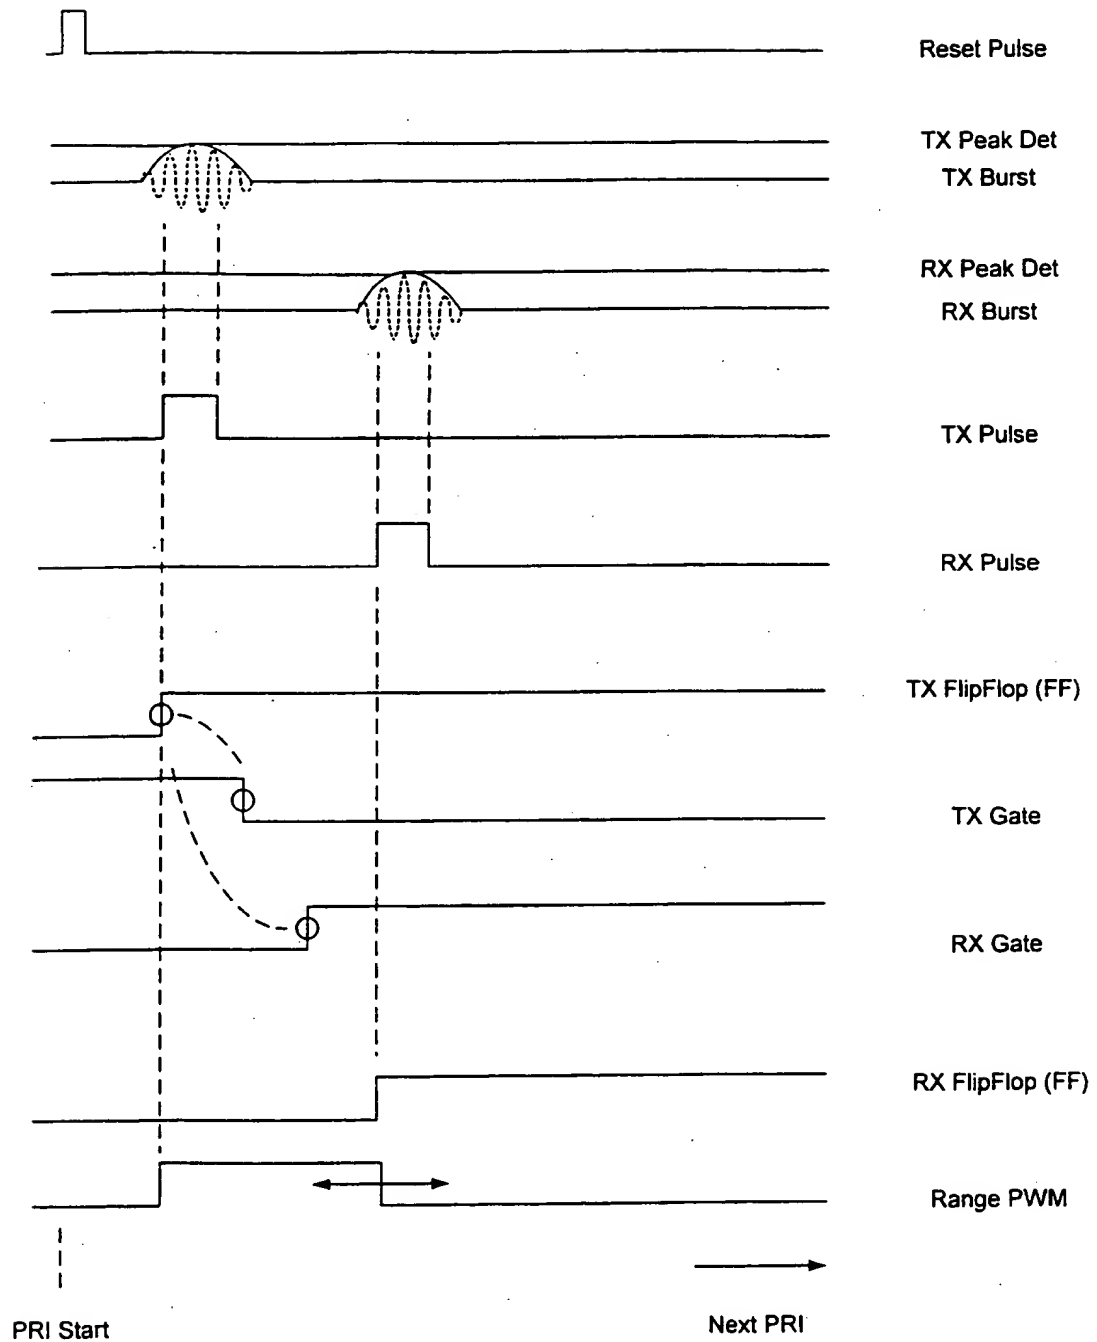 Reset Pulse
TX Peak Det
TX Burst
RX Peak Det
RX Burst
TX Pulse
RX Pulse
TX FlipFlop (FF)
TX Gate
RX Gate
RX FlipFlop (FF)
Range PWM
PRI Start
Next PRI